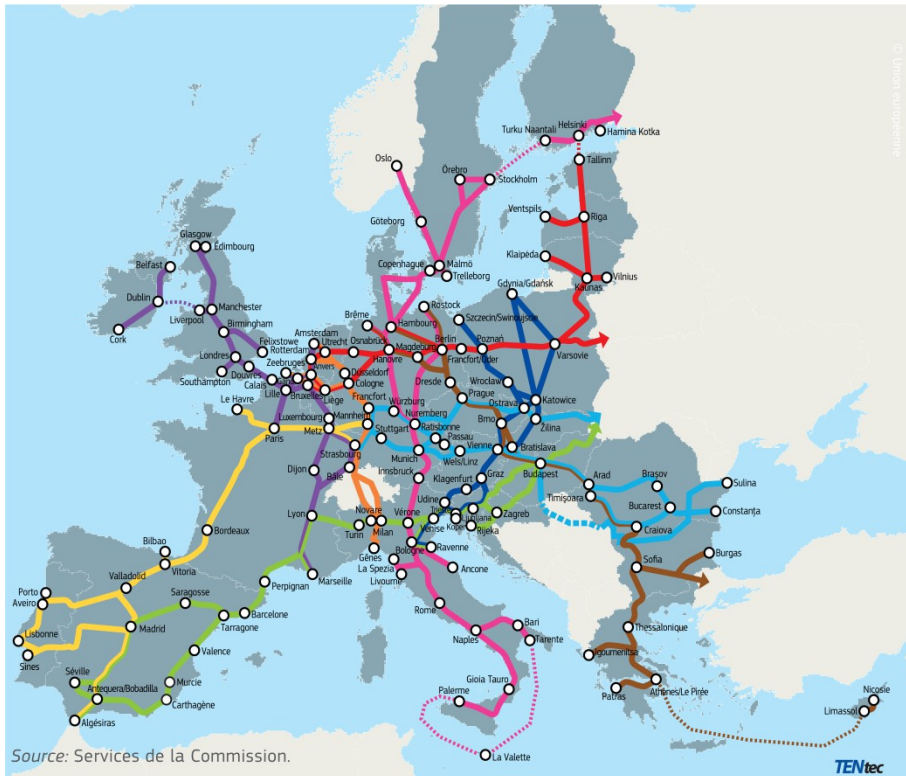 © Union européenne
Helsinki
Turku Naantali
Hamina Kotka
Oslo
Örebro
Stockholm
Tallinn
Ventspils
Riga
Göteborg
Klaipėda
Glasgow
Édimbourg
Copenhague
Malmö
Trelleborg
Vilnius
Kaunas
Belfast
Gdynia/Gdańsk
Rostock
Szczecin/Swinoujscie
Dublin
Manchester
Liverpool
Brême
Hambourg
Cork
Birmingham
Felixstowe
Amsterdam
Rotterdam
Utrecht
Osnabrück
Magdeburg
Berlin
Poznań
Varsovie
Hanovre
Francfort/Oder
Londres
Zeebruges
Anvers
Southampton
Douvres
Calais
Düsseldorf
Cologne
Dresde
Wrocław
Lille
Bruxelles
Liège
Francfort
Prague
Ostrava
Katowice
Le Havre
Luxembourg
Mannheim
Würzburg
Nuremberg
Brno
Zilina
Paris
Metz
Stuttgart
Ratisbonne
Passau
Strasbourg
Munich
Wels/Linz
Vienne
Bratislava
Dijon
Bâle
Innsbruck
Klagenfurt
Graz
Budapest
Arad
Braşov
Sulina
Timişoara
Udine
Lyon
Novare
Vérone
Venise
Trieste
Ljubljana
Zagreb
Bucarest
Constanţa
Turin
Milan
Koper
Rijeka
Craiova
Bordeaux
Bologne
Ravenne
Gênes
La Spezia
Bilbao
Livourne
Ancone
Sofia
Burgas
Vitoria
Marseille
Valladolid
Perpignan
Porto
Saragosse
Aveiro
Barcelone
Rome
Madrid
Tarragone
Bari
Thessalonique
Lisbonne
Naples
Tarente
Sines
Valence
Igoumenitsa
Séville
Murcie
Gioia Tauro
Antequera/Bobadilla
Palerme
Patras
Athènes/Le Pirée
Nicosie
Carthagène
Limassol
Algésiras
La Valette
Source: Services de la Commission.
TENtec